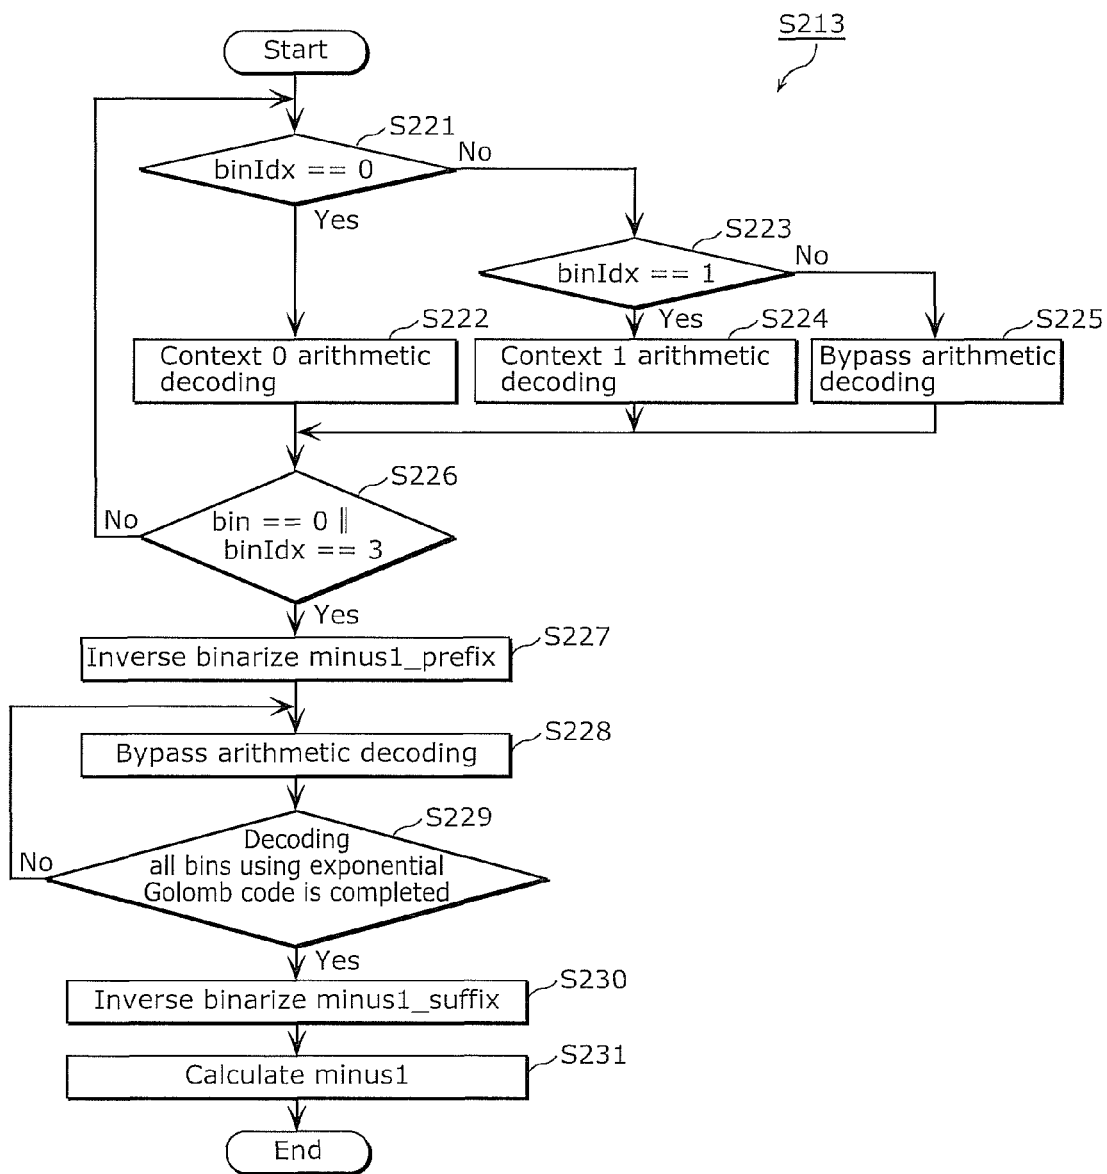 S213
Start
S221
binIdx == 0
No
Yes
S223
binIdx == 1
No
Yes
S222
Context 0 arithmetic
decoding
S224
Context 1 arithmetic
decoding
S225
Bypass arithmetic
decoding
S226
bin == 0 ||
binIdx == 3
No
Yes
S227
Inverse binarize minus1_prefix
S228
Bypass arithmetic decoding
S229
Decoding
all bins using exponential
Golomb code is completed
No
Yes
S230
Inverse binarize minus1_suffix
S231
Calculate minus1
End